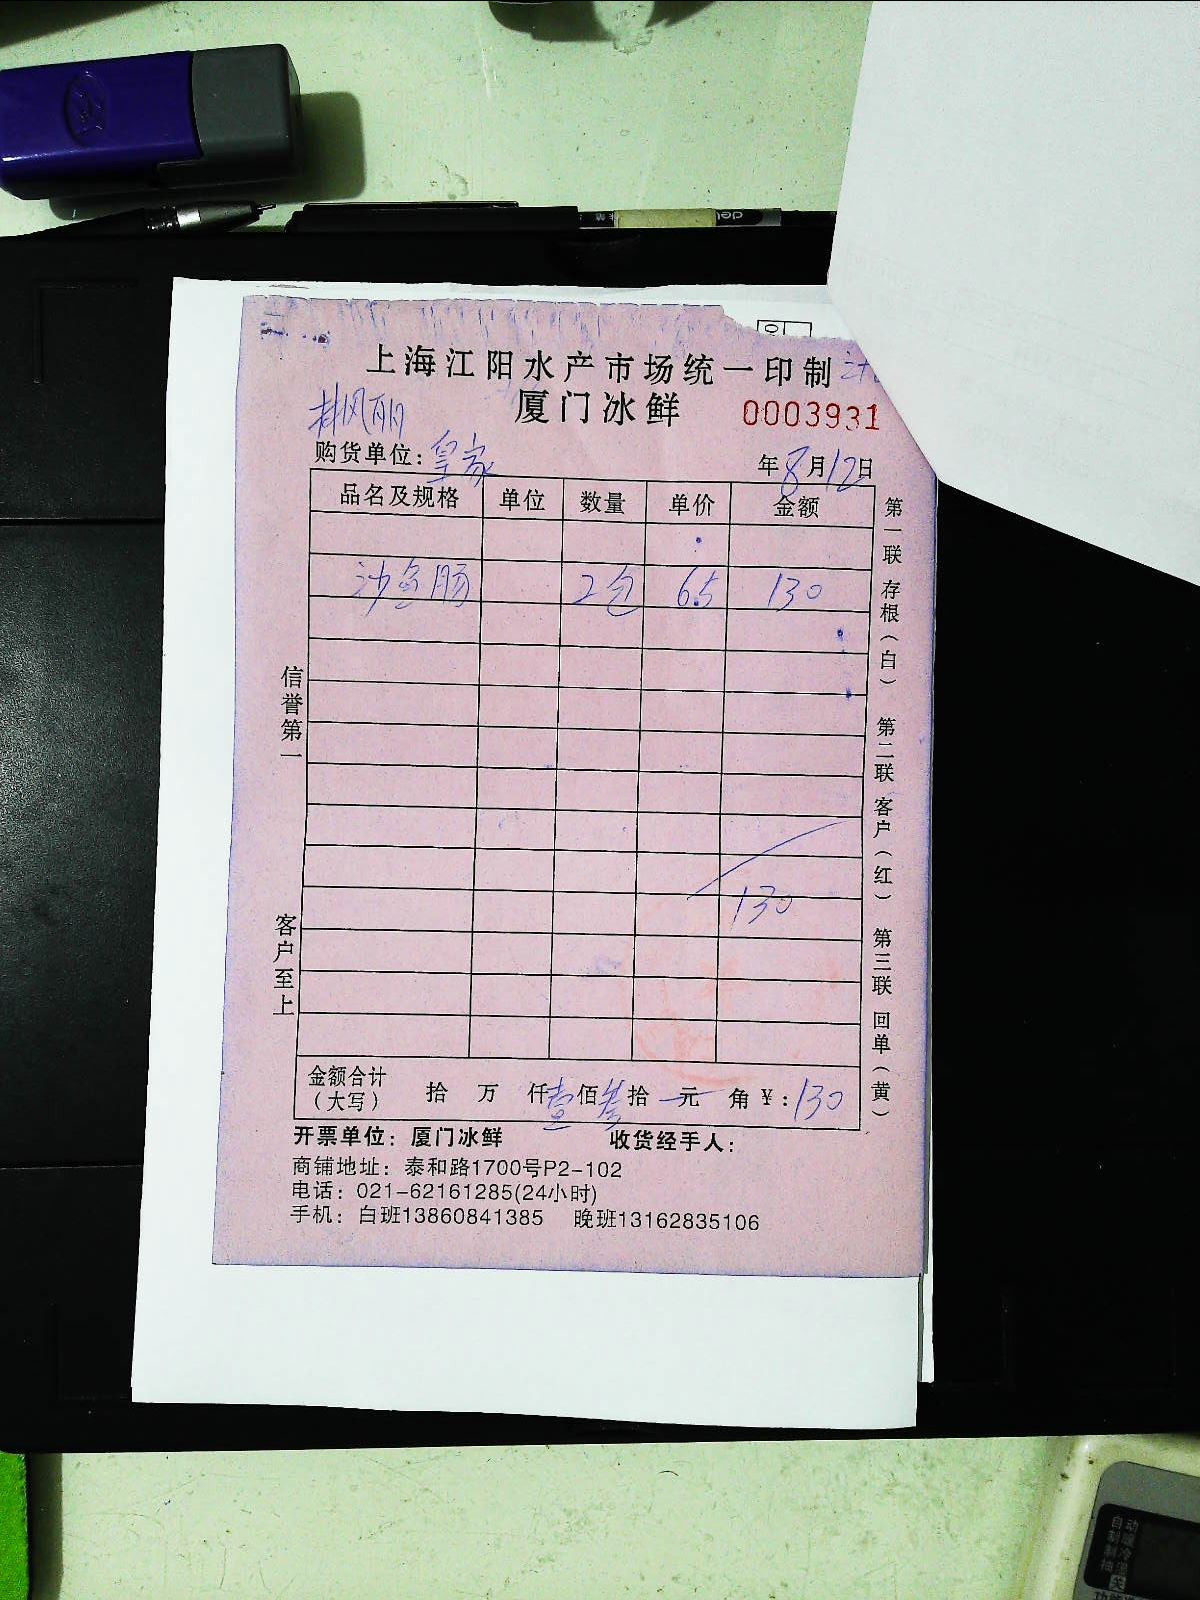 上海江阳水产市场统一印制
厦门冰鲜 0003931
林凤丽
购货单位：皇家 年8月12日
品名及规格 单位 数量 单价 金额
沙鱼肠 2包 65 130
130
金额合计（大写） 拾 万 仟壹佰叁拾 元 角 ¥：130
开票单位：厦门冰鲜 收货经手人：
商铺地址：泰和路1700号P2-102
电话：021-62161285(24小时)
手机：白班13860841385 晚班13162835106
信誉第一
客户至上
第一联 存根（白） 第二联 客户（红） 第三联 回单（黄）
deli